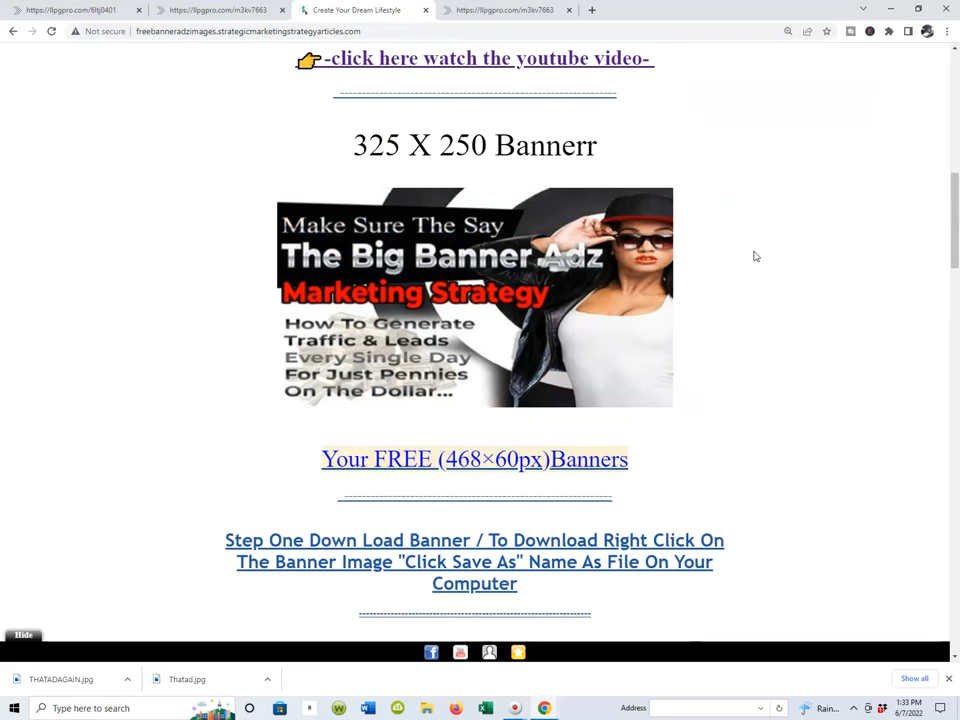 https://llpgpro.com/6ltj0401
https://llpgpro.com/m3kv7663
Create Your Dream Lifestyle
https://llpgpro.com/m3kv7663
Not secure
freebanneradzimages.strategicmarketingstrategyarticles.com
-click here watch the youtube video-
325 X 250 Bannerr
Make Sure The Say
The Big Banner Adz
Marketing Strategy
How To Generate
Traffic & Leads
Every Single Day
For Just Pennies
On The Dollar...
Your FREE (468×60px)Banners
Step One Down Load Banner / To Download Right Click On
The Banner Image "Click Save As" Name As File On Your
Computer
Hide
THATADAGAIN.jpg
Thatad.jpg
Show all
Type here to search
Address
Rain...
1:33 PM
6/7/2022